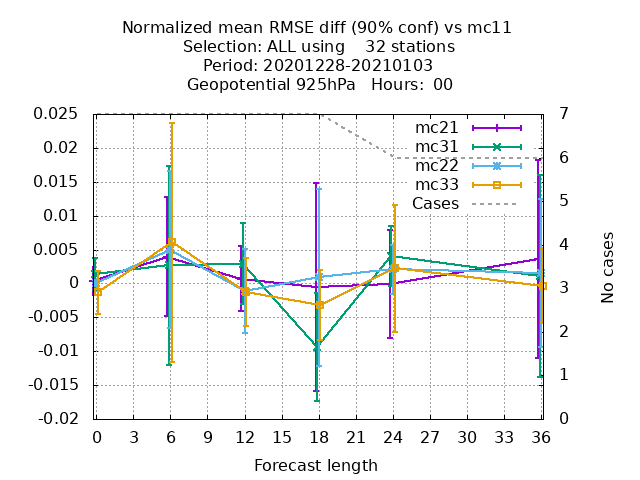 Normalized mean RMSE diff (90% conf) vs mc11
Selection: ALL using    32 stations
Period: 20201228-20210103
Geopotential 925hPa   Hours:  00
0.025
0.02
0.015
0.01
0.005
0
-0.005
-0.01
-0.015
-0.02
mc21
mc31
mc22
mc33
Cases
7
6
5
4
3
2
1
0
No cases
0 3 6 9 12 15 18 21 24 27 30 33 36
Forecast length